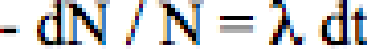 - dN / N = λ dt